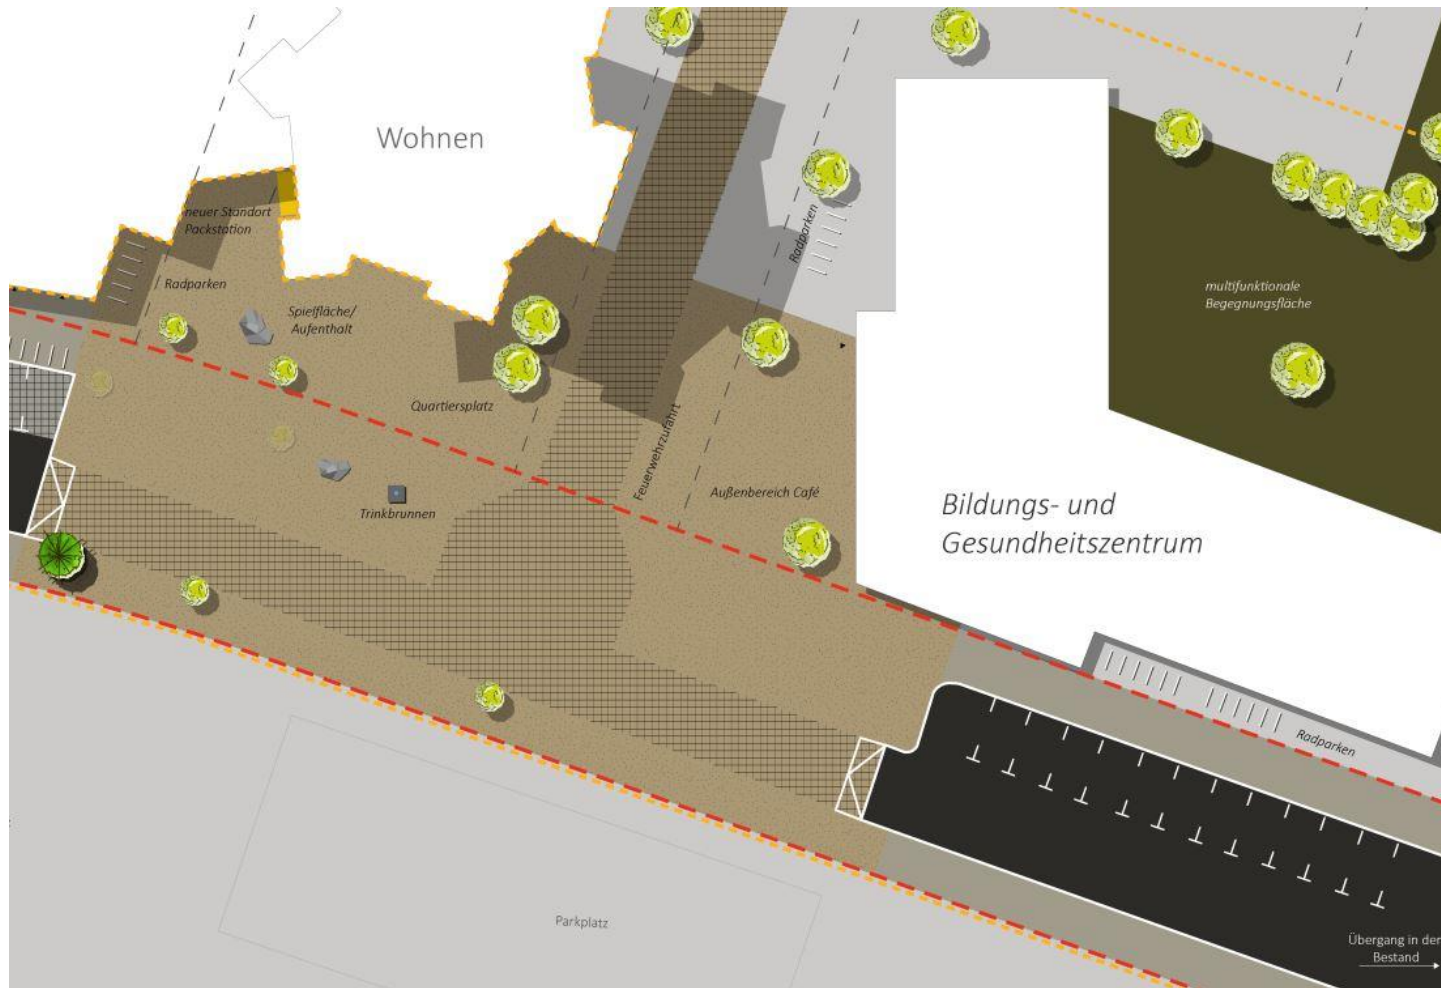 Wohnen
neuer Standort
Packstation
Radparken
Spielfläche/
Aufenthalt
Radparken
multifunktionale
Begegnungsfläche
Quartiersplatz
Feuerwehrzufahrt
Außenbereich Café
Trinkbrunnen
Bildungs- und
Gesundheitszentrum
Radparken
Parkplatz
Übergang in den
Bestand